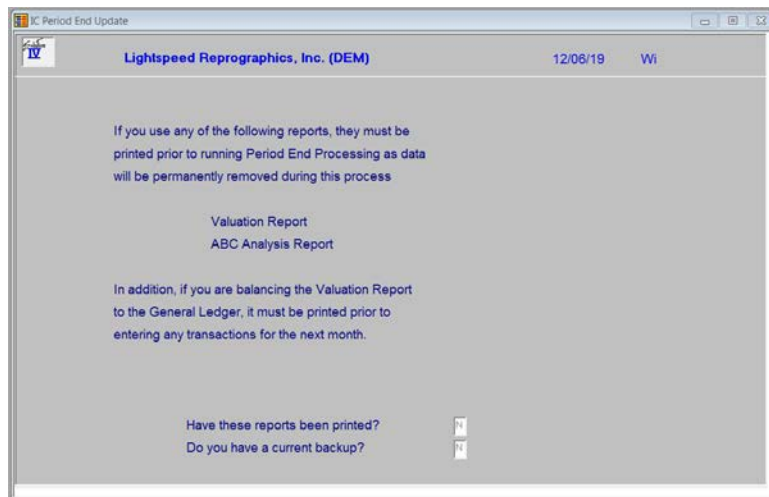 IC Period End Update
IV
Lightspeed Reprographics, Inc. (DEM) 12/06/19 Wi
If you use any of the following reports, they must be
printed prior to running Period End Processing as data
will be permanently removed during this process
Valuation Report
ABC Analysis Report
In addition, if you are balancing the Valuation Report
to the General Ledger, it must be printed prior to
entering any transactions for the next month.
Have these reports been printed? N
Do you have a current backup? N